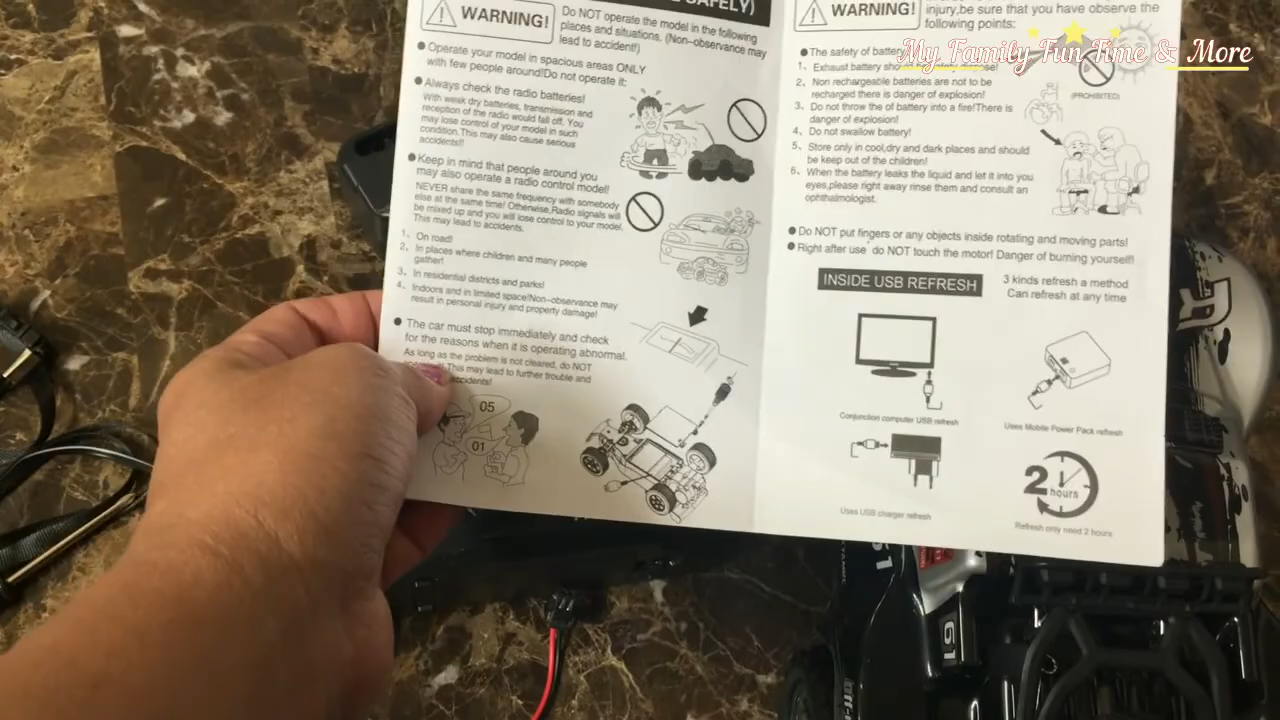 SAFELY)
WARNING!
Do NOT operate the model in the following
places and situations. (Non-observance may
lead to accident!)
Operate your model in spacious areas ONLY
with few people around!Do not operate it:
Always check the radio batteries!
With weak dry batteries, transmission and
reception of the radio would fall off. You
may lose control of your model in such
condition.This may also cause serious
accidents!!
Keep in mind that people around you
may also operate a radio control model!
NEVER share the same frequency with somebody
else at the same time! Otherwise,Radio signals will
be mixed up and you will lose control to your model.
This may lead to accidents.
1、On road!
2、In places where children and many people
gather!
3、In residential districts and parks!
4、Indoors and in limited space!Non-observance may
result in personal injury and property damage!
The car must stop immediately and check
for the reasons when it is operating abnormal.
As long as the problem is not cleared, do NOT
This may lead to further trouble and
accidents!
05
01
WARNING!
injury,be sure that you have observe the
following points:
My Family Fun Time & More
The safety of battery
1、Exhaust battery
2、Non rechargeable batteries are not to be
recharged there is danger of explosion!
3、Do not throw the of battery into a fire!There is
danger of explosion!
4、Do not swallow battery!
5、Store only in cool,dry and dark places and should
be keep out of the children!
6、When the battery leaks the liquid and let it into you
eyes,please right away rinse them and consult an
ophthalmologist.
(PROHIBITED)
Do NOT put fingers or any objects inside rotating and moving parts!
Right after use do NOT touch the motor! Danger of burning yourself!
INSIDE USB REFRESH
3 kinds refresh a method
Can refresh at any time
Conjunction computer USB refresh
Uses Mobile Power Pack refresh
Uses USB charger refresh
2 hours
Refresh only need 2 hours
61